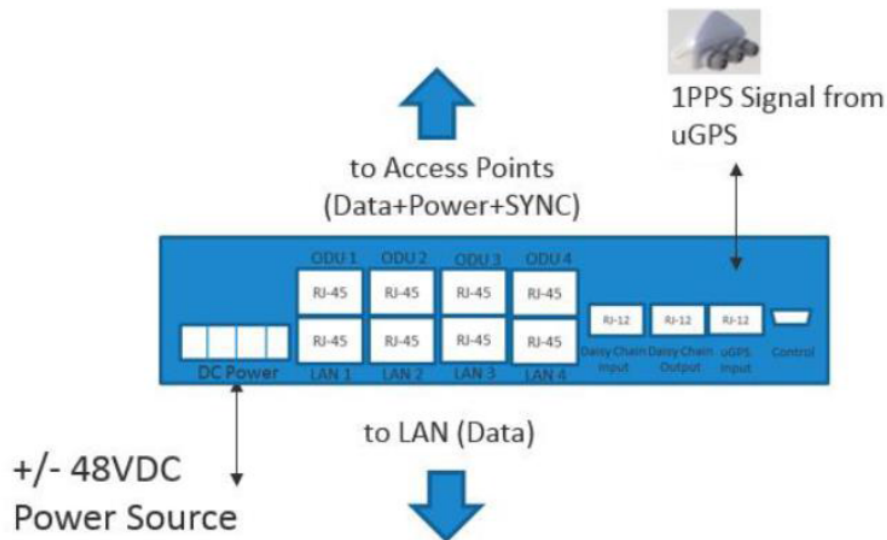 1PPS Signal from
uGPS
to Access Points
(Data+Power+SYNC)
ODU 1 ODU 2 ODU 3 ODU 4
RJ-45 RJ-45 RJ-45 RJ-45
RJ-12 RJ-12 RJ-12
RJ-45 RJ-45 RJ-45 RJ-45
Daisy Chain Input
Daisy Chain Output
uGPS Input
Control
DC Power
LAN 1 LAN 2 LAN 3 LAN 4
to LAN (Data)
+/- 48VDC
Power Source